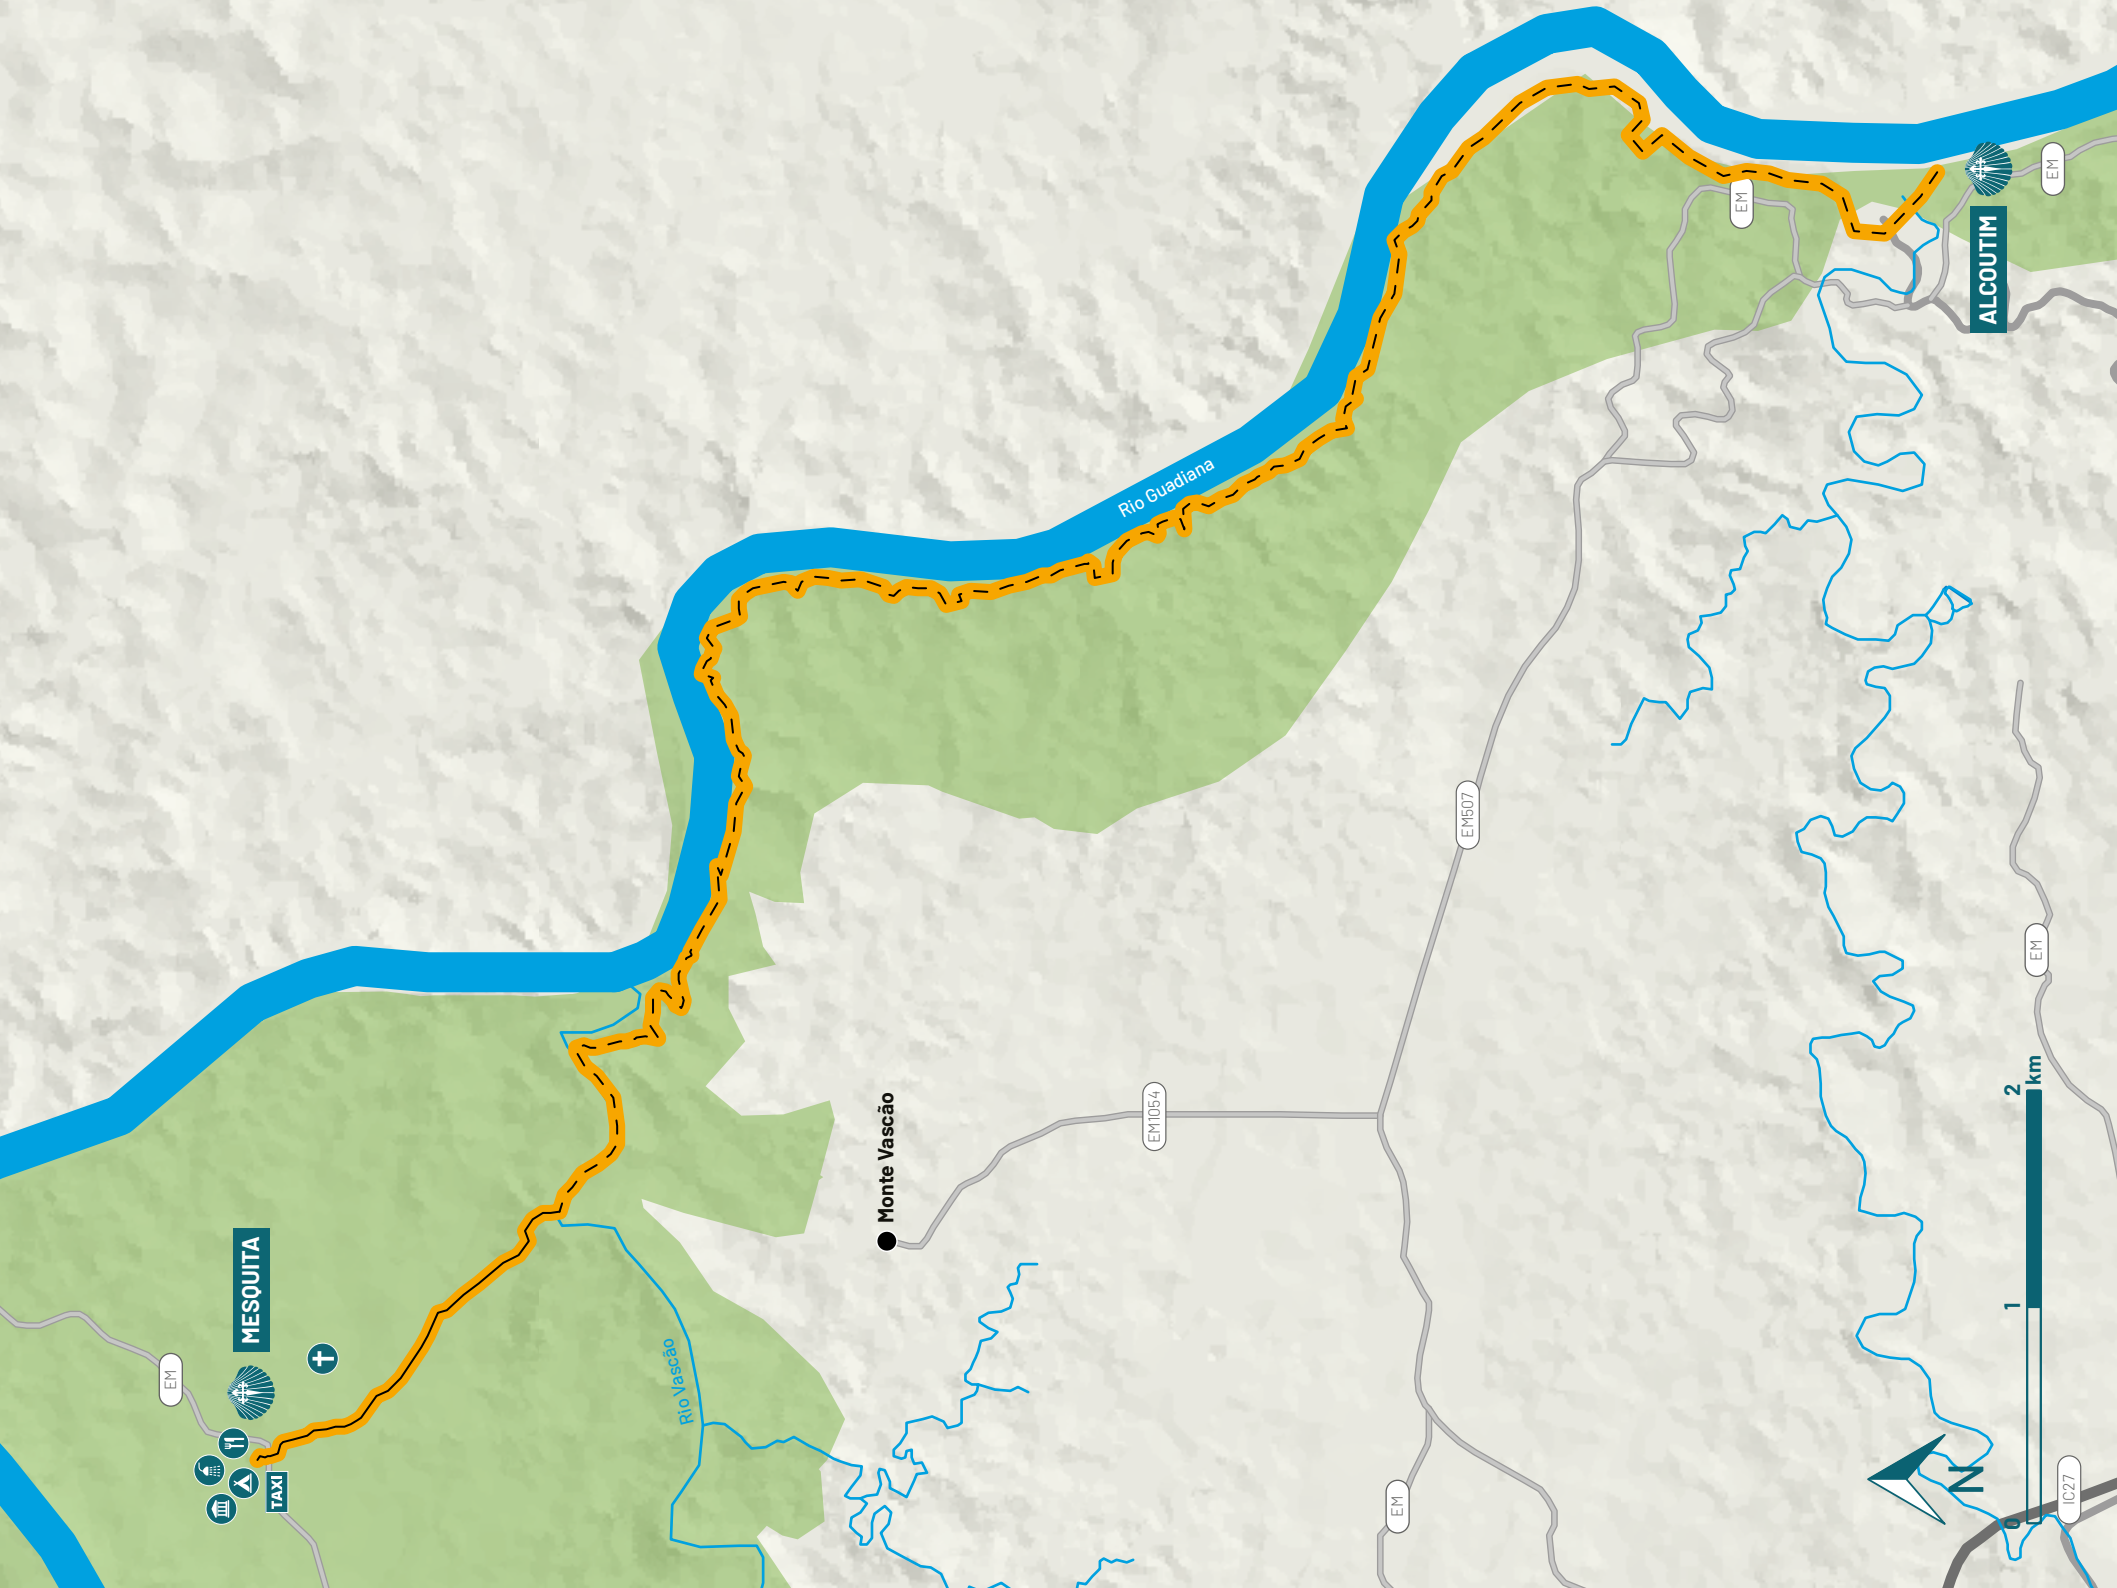 MESQUITA
EM
TAXI
Rio Vascão
Monte Vascão
EM1054
Rio Guadiana
EM507
EM
EM
ALCOUTIM
EM
EM
IC27
N
0
1
2
km